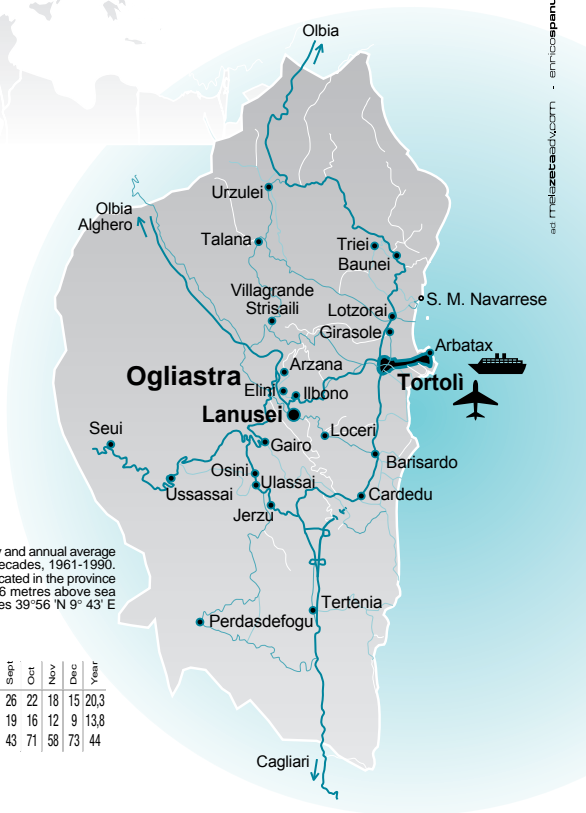 Olbia
ed: melazetaadv.com - enricospanu
Urzulei
Olbia
Alghero
Talana
Triei
Baunei
Villagrande
Strisaili
S. M. Navarrese
Lotzorai
Girasole
Arbatax
Arzana
Ogliastra
Tortolì
Elini
Ilbono
Lanusei
Seui
Loceri
Gairo
Barisardo
Osini
Ulassai
Ussassai
Cardedu
Jerzu
y and annual average
ecades, 1961-1990.
cated in the province
6 metres above sea
es 39°56 'N 9° 43' E
Tertenia
Perdasdefogu
Sept Oct Nov Dec Year
26 22 18 15 20,3
19 16 12 9 13,8
43 71 58 73 44
Cagliari